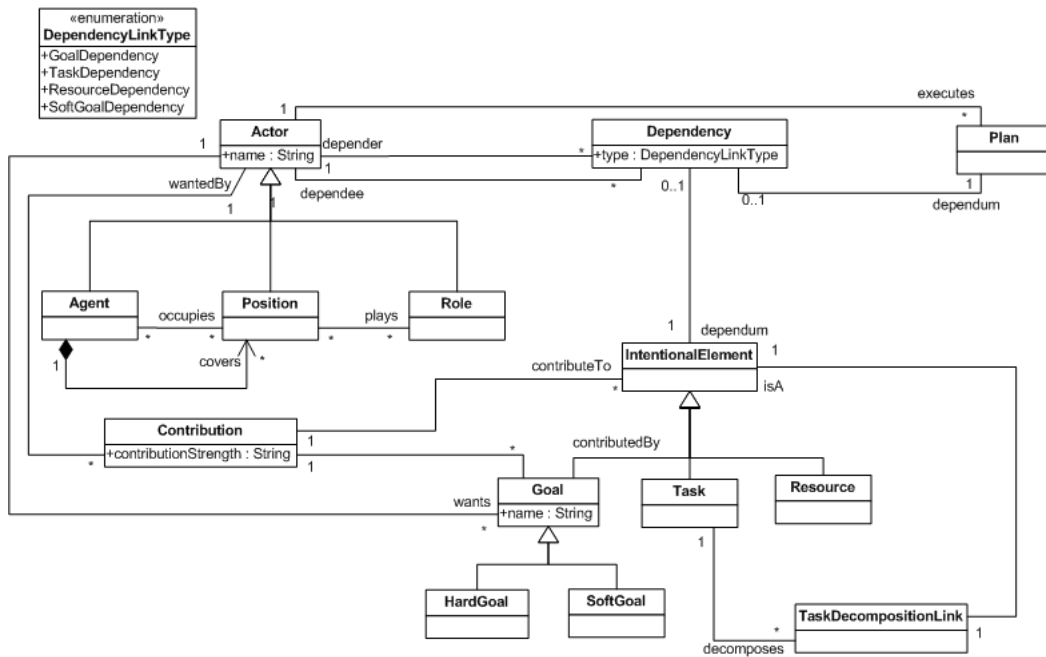 «enumeration»
DependencyLinkType
+GoalDependency
+TaskDependency
+ResourceDependency
+SoftGoalDependency
executes
1
*
Actor
Dependency
Plan
1
depender
*
+name : String
+type : DependencyLinkType
1
wantedBy
dependee
*
0..1
0..1
1
dependum
1
1
Agent
Position
Role
occupies
plays
*
*
*
*
1
covers
*
1
dependum
IntentionalElement
1
contributeTo
*
isA
Contribution
+contributionStrength : String
1
*
1
*
contributedBy
Goal
Task
Resource
wants
+name : String
*
1
HardGoal
SoftGoal
TaskDecompositionLink
*
1
decomposes